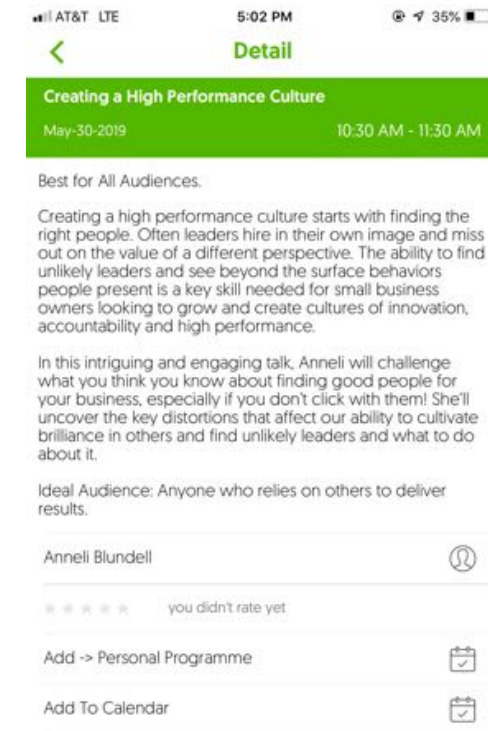 AT&T LTE 5:02 PM 35%
Detail
Creating a High Performance Culture
May-30-2019 10:30 AM - 11:30 AM
Best for All Audiences.
Creating a high performance culture starts with finding the
right people. Often leaders hire in their own image and miss
out on the value of a different perspective. The ability to find
unlikely leaders and see beyond the surface behaviors
people present is a key skill needed for small business
owners looking to grow and create cultures of innovation,
accountability and high performance.
In this intriguing and engaging talk, Anneli will challenge
what you think you know about finding good people for
your business, especially if you don't click with them! She'll
uncover the key distortions that affect our ability to cultivate
brilliance in others and find unlikely leaders and what to do
about it.
Ideal Audience: Anyone who relies on others to deliver
results.
Anneli Blundell
you didn't rate yet
Add -> Personal Programme
Add To Calendar